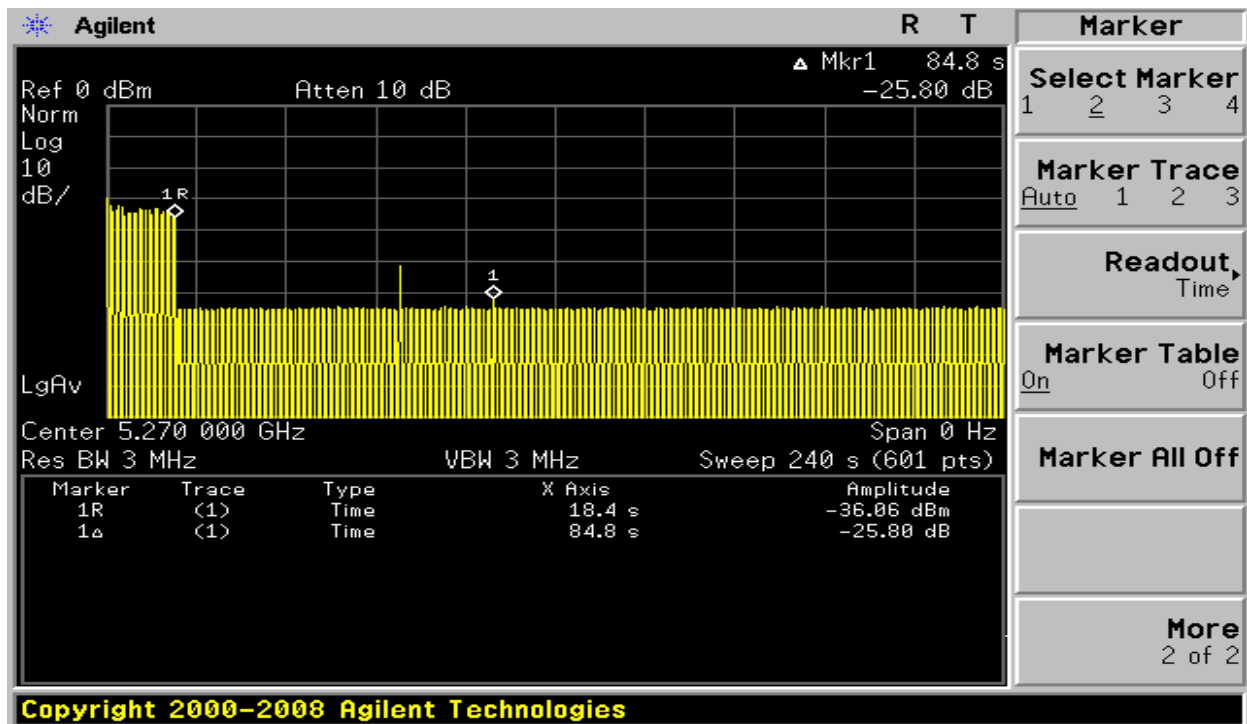 Agilent R T
Δ Mkr1 84.8 s
Ref 0 dBm Atten 10 dB -25.80 dB
Norm
Log
10
dB/
1R
1
LgAv
Center 5.270 000 GHz Span 0 Hz
Res BW 3 MHz VBW 3 MHz Sweep 240 s (601 pts)
Marker Trace Type X Axis Amplitude
1R (1) Time 18.4 s -36.06 dBm
1Δ (1) Time 84.8 s -25.80 dB
Copyright 2000-2008 Agilent Technologies
Marker
Select Marker
1 2 3 4
Marker Trace
Auto 1 2 3
Readout
Time
Marker Table
On Off
Marker All Off
More
2 of 2